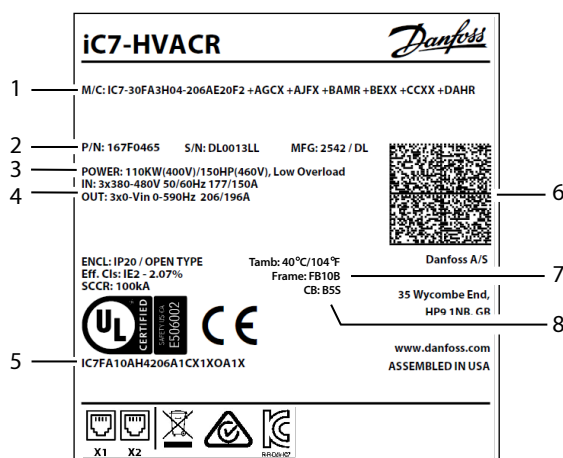 iC7-HVACR
Danfoss
1
M/C: IC7-30FA3H04-206AE20F2 +AGCX +AJFX +BAMR +BEXX +CCXX +DAHR
2
P/N: 167F0465 S/N: DL0013LL MFG: 2542 / DL
3
POWER: 110KW(400V)/150HP(460V), Low Overload
IN: 3x380-480V 50/60Hz 177/150A
4
OUT: 3x0-Vin 0-590Hz 206/196A
6
ENCL: IP20 / OPEN TYPE
Eff. Cls: IE2 - 2.07%
SCCR: 100kA
Tamb: 40°C/104°F
Frame: FB10B
CB: B5S
Danfoss A/S
7
35 Wycombe End,
HP9 1NB, GB
8
UL
CERTIFIED
SAFETY US CA
E506002
CE
www.danfoss.com
ASSEMBLED IN USA
5
IC7FA10AH4206A1CX1XOA1X
X1 X2